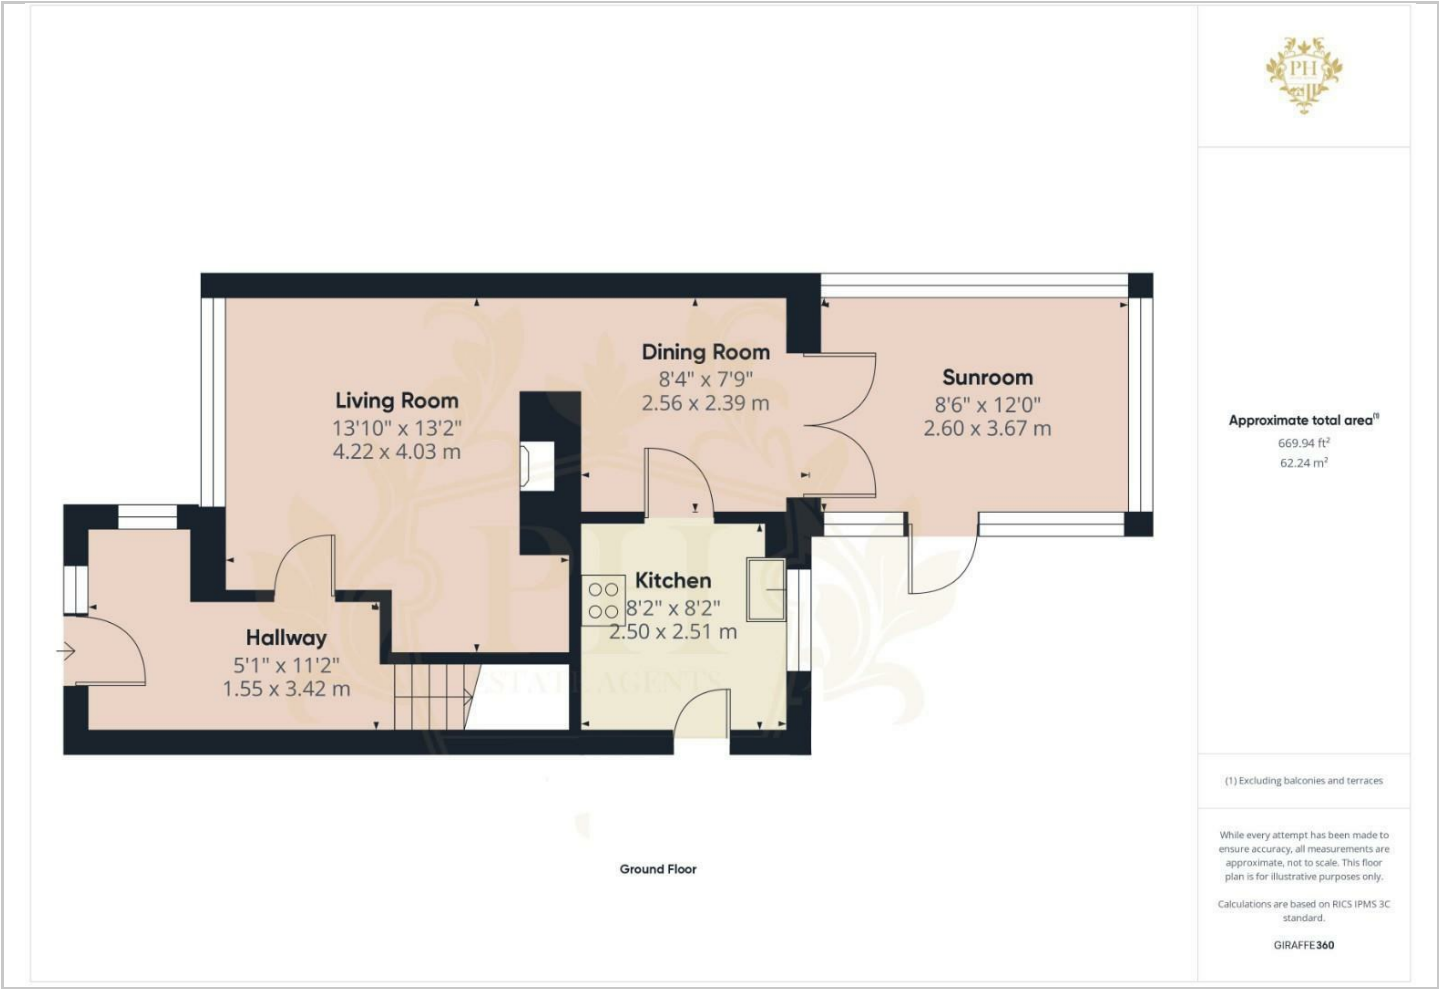 PH
Living Room
13'10" x 13'2"
4.22 x 4.03 m
Dining Room
8'4" x 7'9"
2.56 x 2.39 m
Sunroom
8'6" x 12'0"
2.60 x 3.67 m
Kitchen
8'2" x 8'2"
2.50 x 2.51 m
Hallway
5'1" x 11'2"
1.55 x 3.42 m
PH
ESTATE AGENTS
Ground Floor
Approximate total area⁽¹⁾
669.94 ft²
62.24 m²
(1) Excluding balconies and terraces
While every attempt has been made to
ensure accuracy, all measurements are
approximate, not to scale. This floor
plan is for illustrative purposes only.
Calculations are based on RICS IPMS 3C
standard.
GIRAFFE360